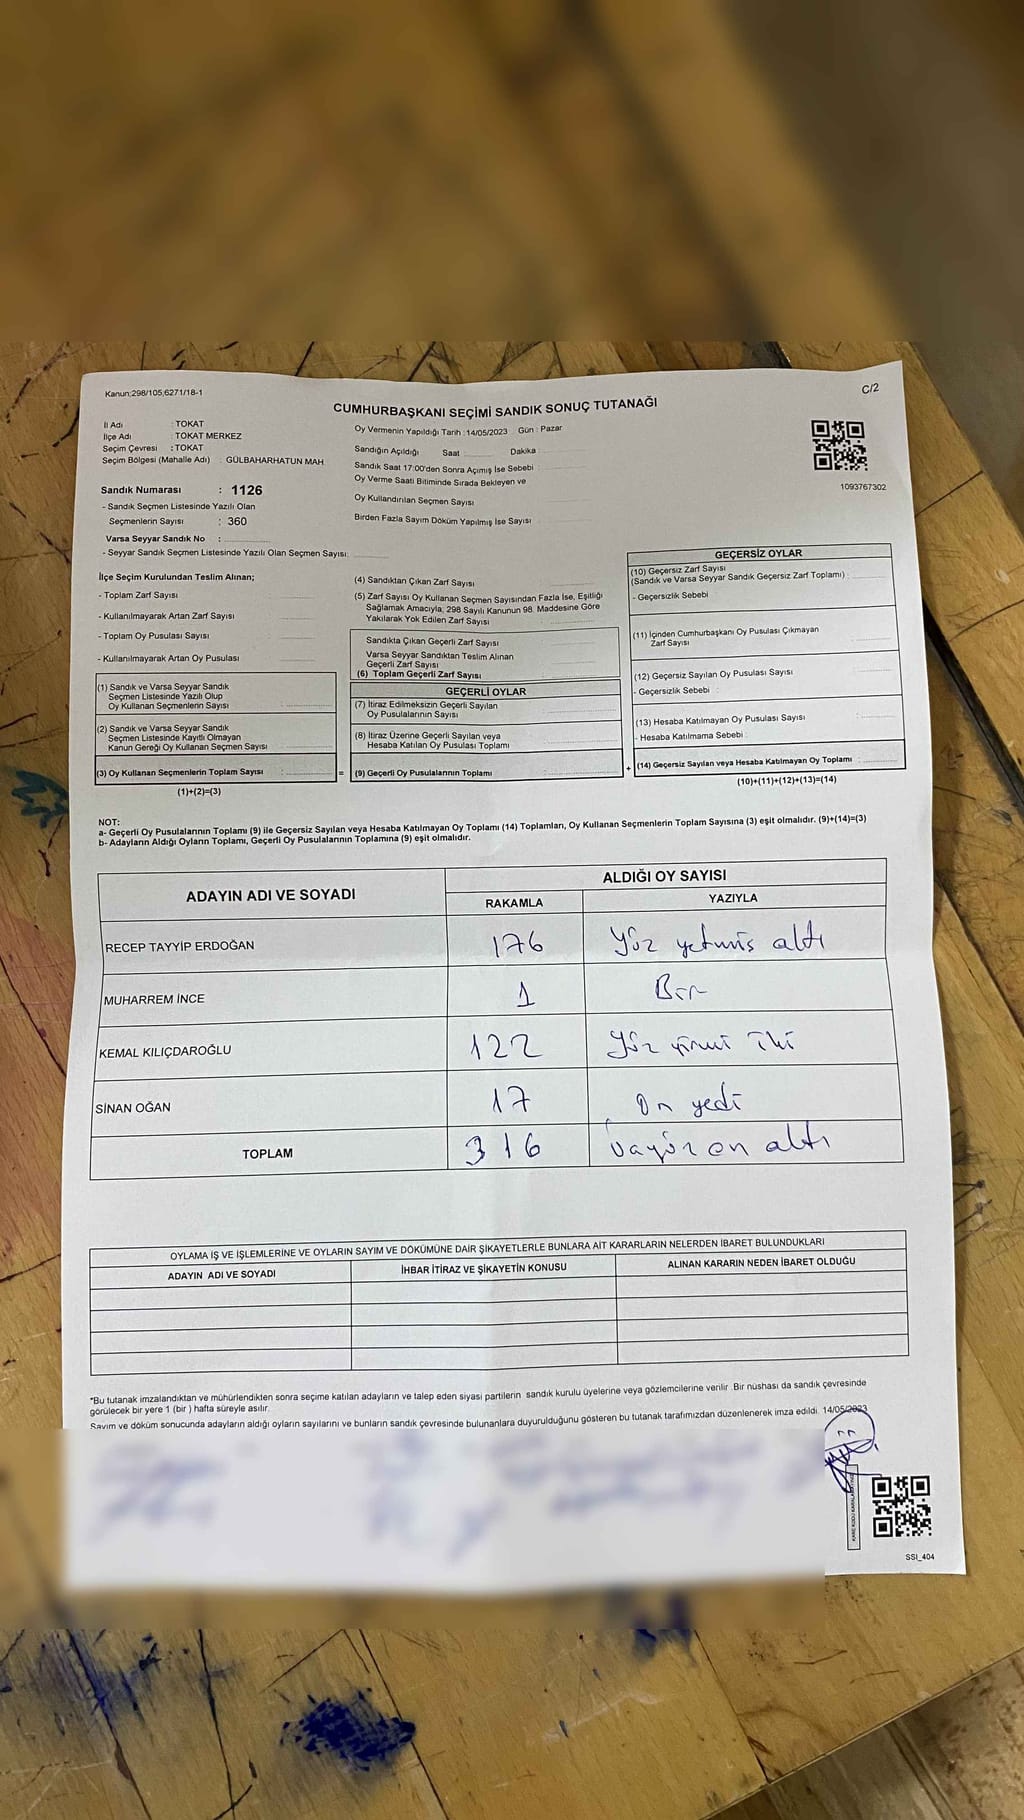 Kanun;298/105;6271/18-1
C/2
CUMHURBAŞKANI SEÇİMİ SANDIK SONUÇ TUTANAĞI
İl Adı : TOKAT
İlçe Adı : TOKAT MERKEZ
Seçim Çevresi : TOKAT
Seçim Bölgesi (Mahalle Adı) : GÜLBAHARHATUN MAH
Sandık Numarası : 1126
- Sandık Seçmen Listesinde Yazılı Olan
Seçmenlerin Sayısı : 360
Varsa Seyyar Sandık No :
- Seyyar Sandık Seçmen Listesinde Yazılı Olan Seçmen Sayısı:
Oy Vermenin Yapıldığı Tarih : 14/05/2023 Gün : Pazar
Sandığın Açıldığı Saat Dakika
Sandık Saat 17:00'den Sonra Açımış İse Sebebi
Oy Verme Saati Bitiminde Sırada Bekleyen ve
Oy Kullandırılan Seçmen Sayısı
Birden Fazla Sayım Döküm Yapılmış İse Sayısı
1093767302
İlçe Seçim Kurulundan Teslim Alınan;
- Toplam Zarf Sayısı
- Kullanılmayarak Artan Zarf Sayısı
- Toplam Oy Pusulası Sayısı
- Kullanılmayarak Artan Oy Pusulası
(1) Sandık ve Varsa Seyyar Sandık
Seçmen Listesinde Yazılı Olup
Oy Kullanan Seçmenlerin Sayısı :
(2) Sandık ve Varsa Seyyar Sandık
Seçmen Listesinde Kayıtlı Olmayan
Kanun Gereği Oy Kullanan Seçmen Sayısı
(3) Oy Kullanan Seçmenlerin Toplam Sayısı :
(1)+(2)=(3)
=
(4) Sandıktan Çıkan Zarf Sayısı
(5) Zarf Sayısı Oy Kullanan Seçmen Sayısından Fazla İse, Eşitliği
Sağlamak Amacıyla; 298 Sayılı Kanunun 98. Maddesine Göre
Yakılarak Yok Edilen Zarf Sayısı :
Sandıkta Çıkan Geçerli Zarf Sayısı
Varsa Seyyar Sandıktan Teslim Alınan
Geçerli Zarf Sayısı
(6) Toplam Geçerli Zarf Sayısı
GEÇERLİ OYLAR
(7) İtiraz Edilmeksizin Geçerli Sayılan
Oy Pusulalarının Sayısı
(8) İtiraz Üzerine Geçerli Sayılan veya
Hesaba Katılan Oy Pusulası Toplamı
(9) Geçerli Oy Pusulalarının Toplamı :
+
GEÇERSİZ OYLAR
(10) Geçersiz Zarf Sayısı
(Sandık ve Varsa Seyyar Sandık Geçersiz Zarf Toplamı) :
- Geçersizlik Sebebi
(11) İçinden Cumhurbaşkanı Oy Pusulası Çıkmayan
Zarf Sayısı
(12) Geçersiz Sayılan Oy Pusulası Sayısı
- Geçersizlik Sebebi :
(13) Hesaba Katılmayan Oy Pusulası Sayısı :
- Hesaba Katılmama Sebebi
(14) Geçersiz Sayılan veya Hesaba Katılmayan Oy Toplamı :
(10)+(11)+(12)+(13)=(14)
NOT:
a- Geçerli Oy Pusulalarının Toplamı (9) ile Geçersiz Sayılan veya Hesaba Katılmayan Oy Toplamı (14) Toplamları, Oy Kullanan Seçmenlerin Toplam Sayısına (3) eşit olmalıdır. (9)+(14)=(3)
b- Adayların Aldığı Oyların Toplamı, Geçerli Oy Pusulalarının Toplamına (9) eşit olmalıdır.
ADAYIN ADI VE SOYADI
ALDIĞI OY SAYISI
RAKAMLA YAZIYLA
RECEP TAYYİP ERDOĞAN 176 Yüz yetmiş altı
MUHARREM İNCE 1 Bir
KEMAL KILIÇDAROĞLU 122 Yüz yirmi iki
SİNAN OĞAN 17 On yedi
TOPLAM 316 üçyüz on altı
OYLAMA İŞ VE İŞLEMLERİNE VE OYLARIN SAYIM VE DÖKÜMÜNE DAİR ŞİKAYETLERLE BUNLARA AİT KARARLARIN NELERDEN İBARET BULUNDUKLARI
ADAYIN ADI VE SOYADI İHBAR İTİRAZ VE ŞİKAYETİN KONUSU ALINAN KARARIN NEDEN İBARET OLDUĞU
*Bu tutanak imzalandıktan ve mühürlendikten sonra seçime katılan adayların ve talep eden siyasi partilerin sandık kurulu üyelerine veya gözlemcilerine verilir .Bir nüshası da sandık çevresinde
görülecek bir yere 1 (bir ) hafta süreyle asılır.
Sayım ve döküm sonucunda adayların aldığı oyların sayılarını ve bunların sandık çevresinde bulunanlara duyurulduğunu gösteren bu tutanak tarafımızdan düzenlenerek imza edildi. 14/05/2023
SSI_404